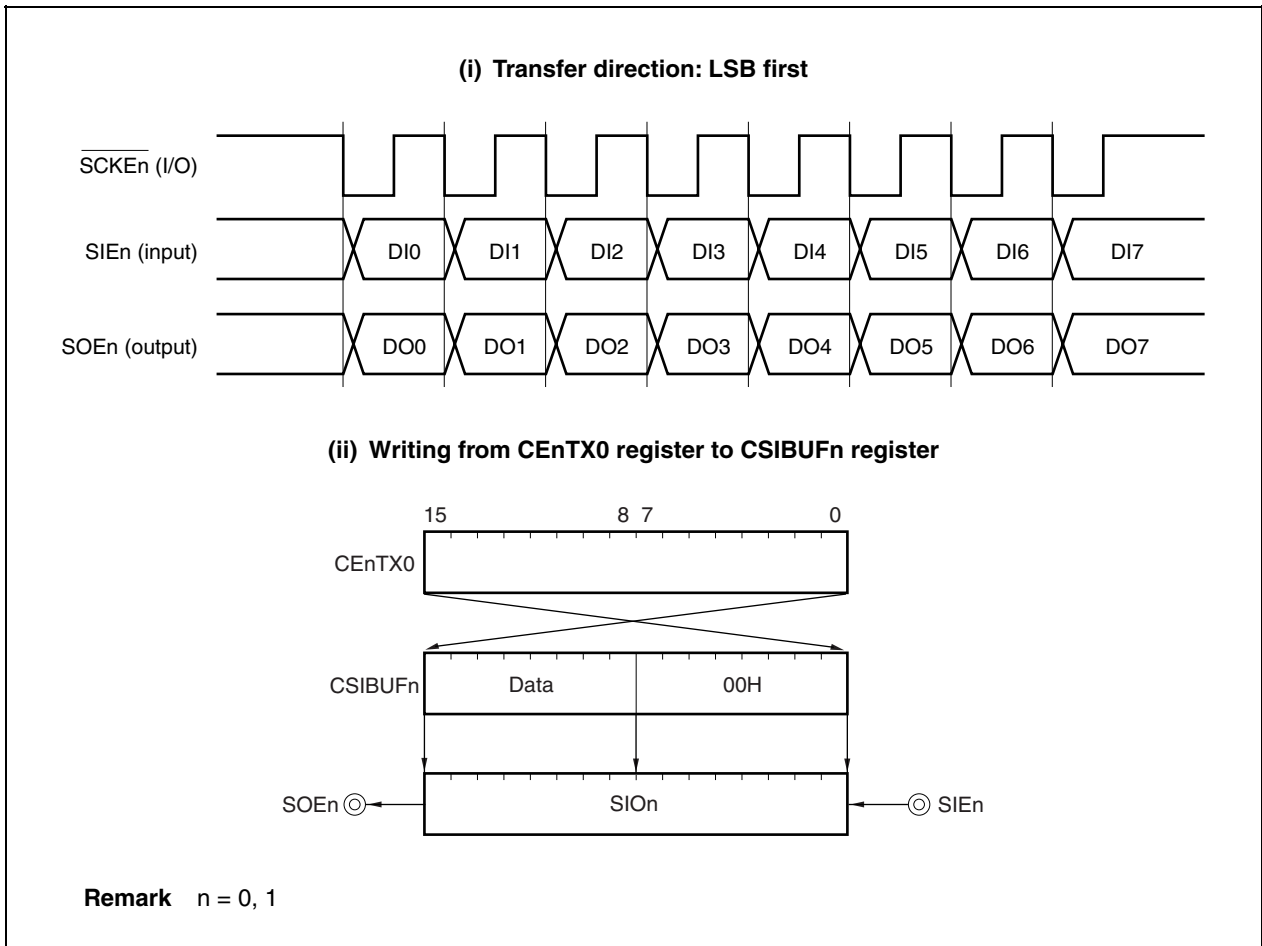 (i) Transfer direction: LSB first
SCKEn (I/O)
SIEn (input) DI0 DI1 DI2 DI3 DI4 DI5 DI6 DI7
SOEn (output) DO0 DO1 DO2 DO3 DO4 DO5 DO6 DO7
(ii) Writing from CEnTX0 register to CSIBUFn register
15 8 7 0
CEnTX0
CSIBUFn Data 00H
SOEn SIOn SIEn
Remark n = 0, 1